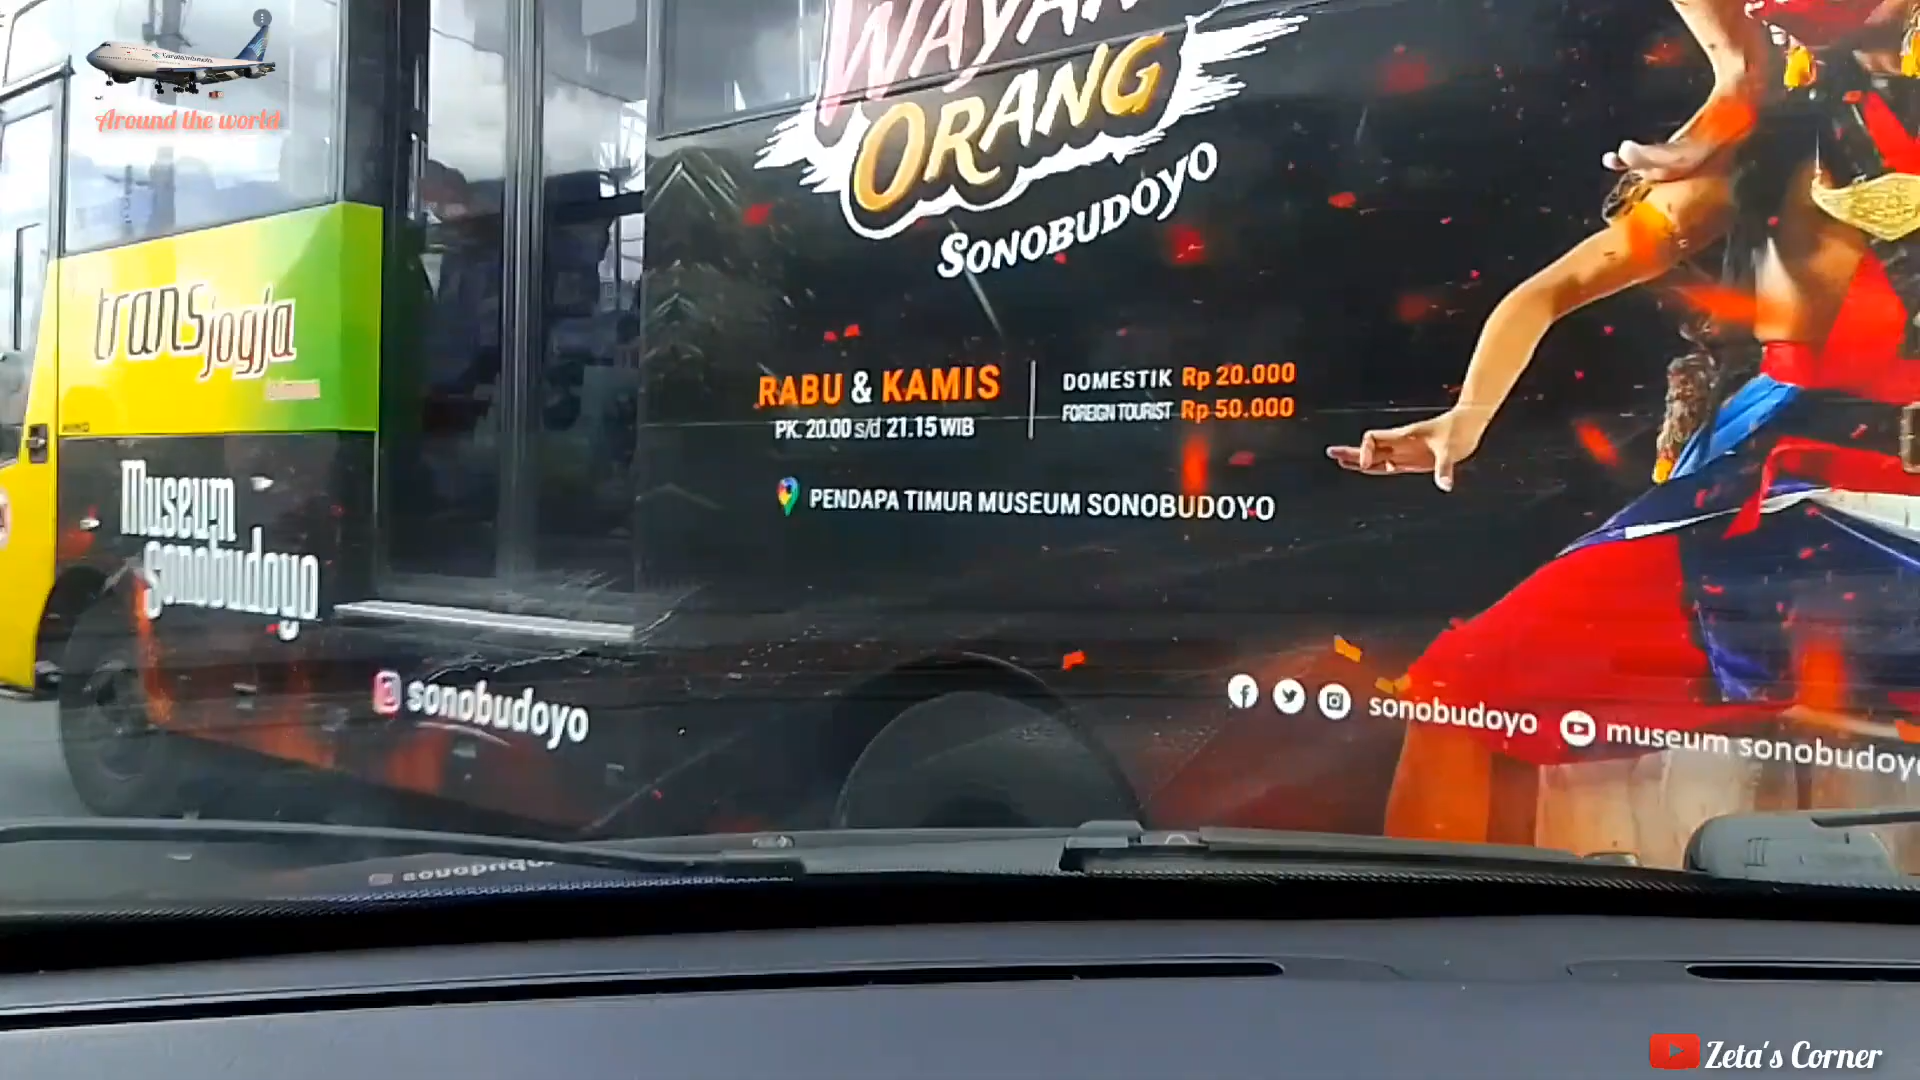 Around the world
WAYAN
ORANG
SONOBUDOYO
trans
jogja
RABU & KAMIS
PK. 20.00 s/d 21.15 WIB
DOMESTIK Rp 20.000
FOREIGN TOURIST Rp 50.000
PENDAPA TIMUR MUSEUM SONOBUDOYO
Museum
sonobudoyo
sonobudoyo
sonobudoyo museum sonobudoyo
Zeta's Corner